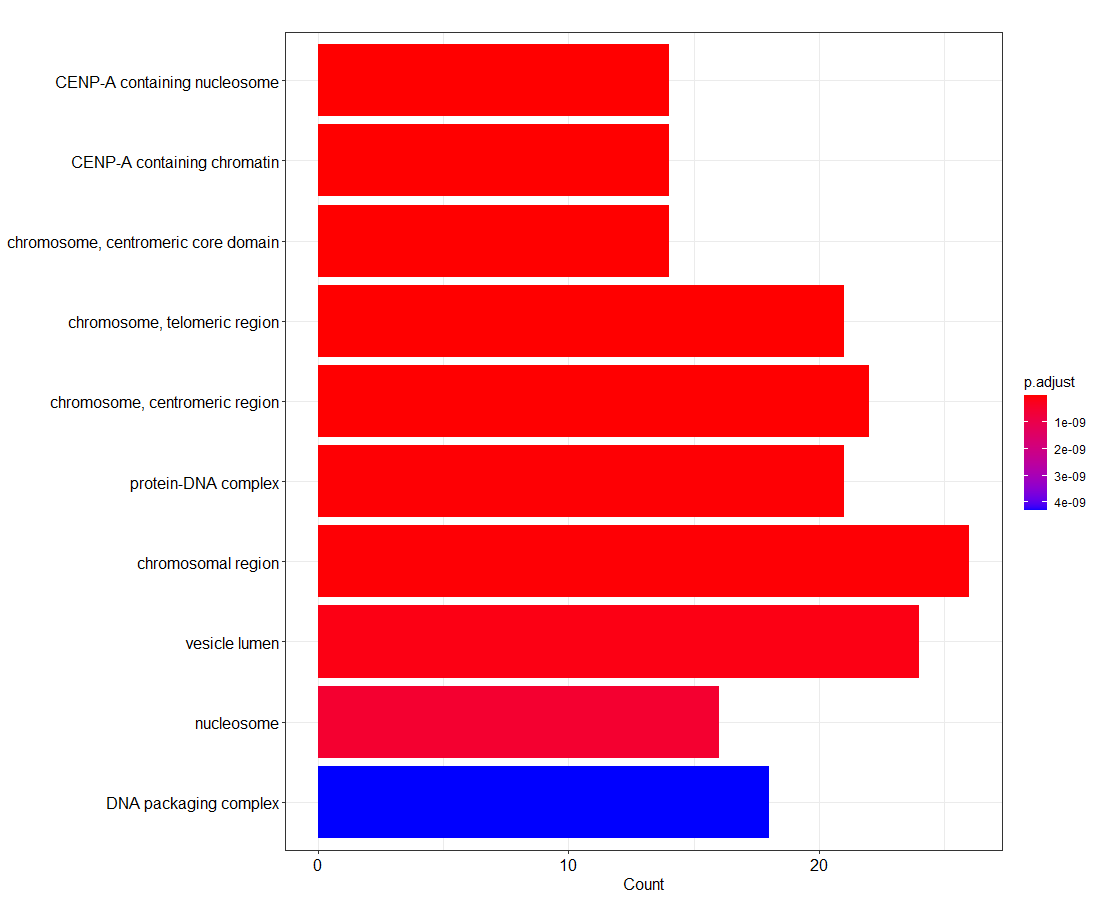 CENP-A containing nucleosome
CENP-A containing chromatin
chromosome, centromeric core domain
chromosome, telomeric region
chromosome, centromeric region
protein-DNA complex
chromosomal region
vesicle lumen
nucleosome
DNA packaging complex
0 10 20
Count
p.adjust
1e-09
2e-09
3e-09
4e-09